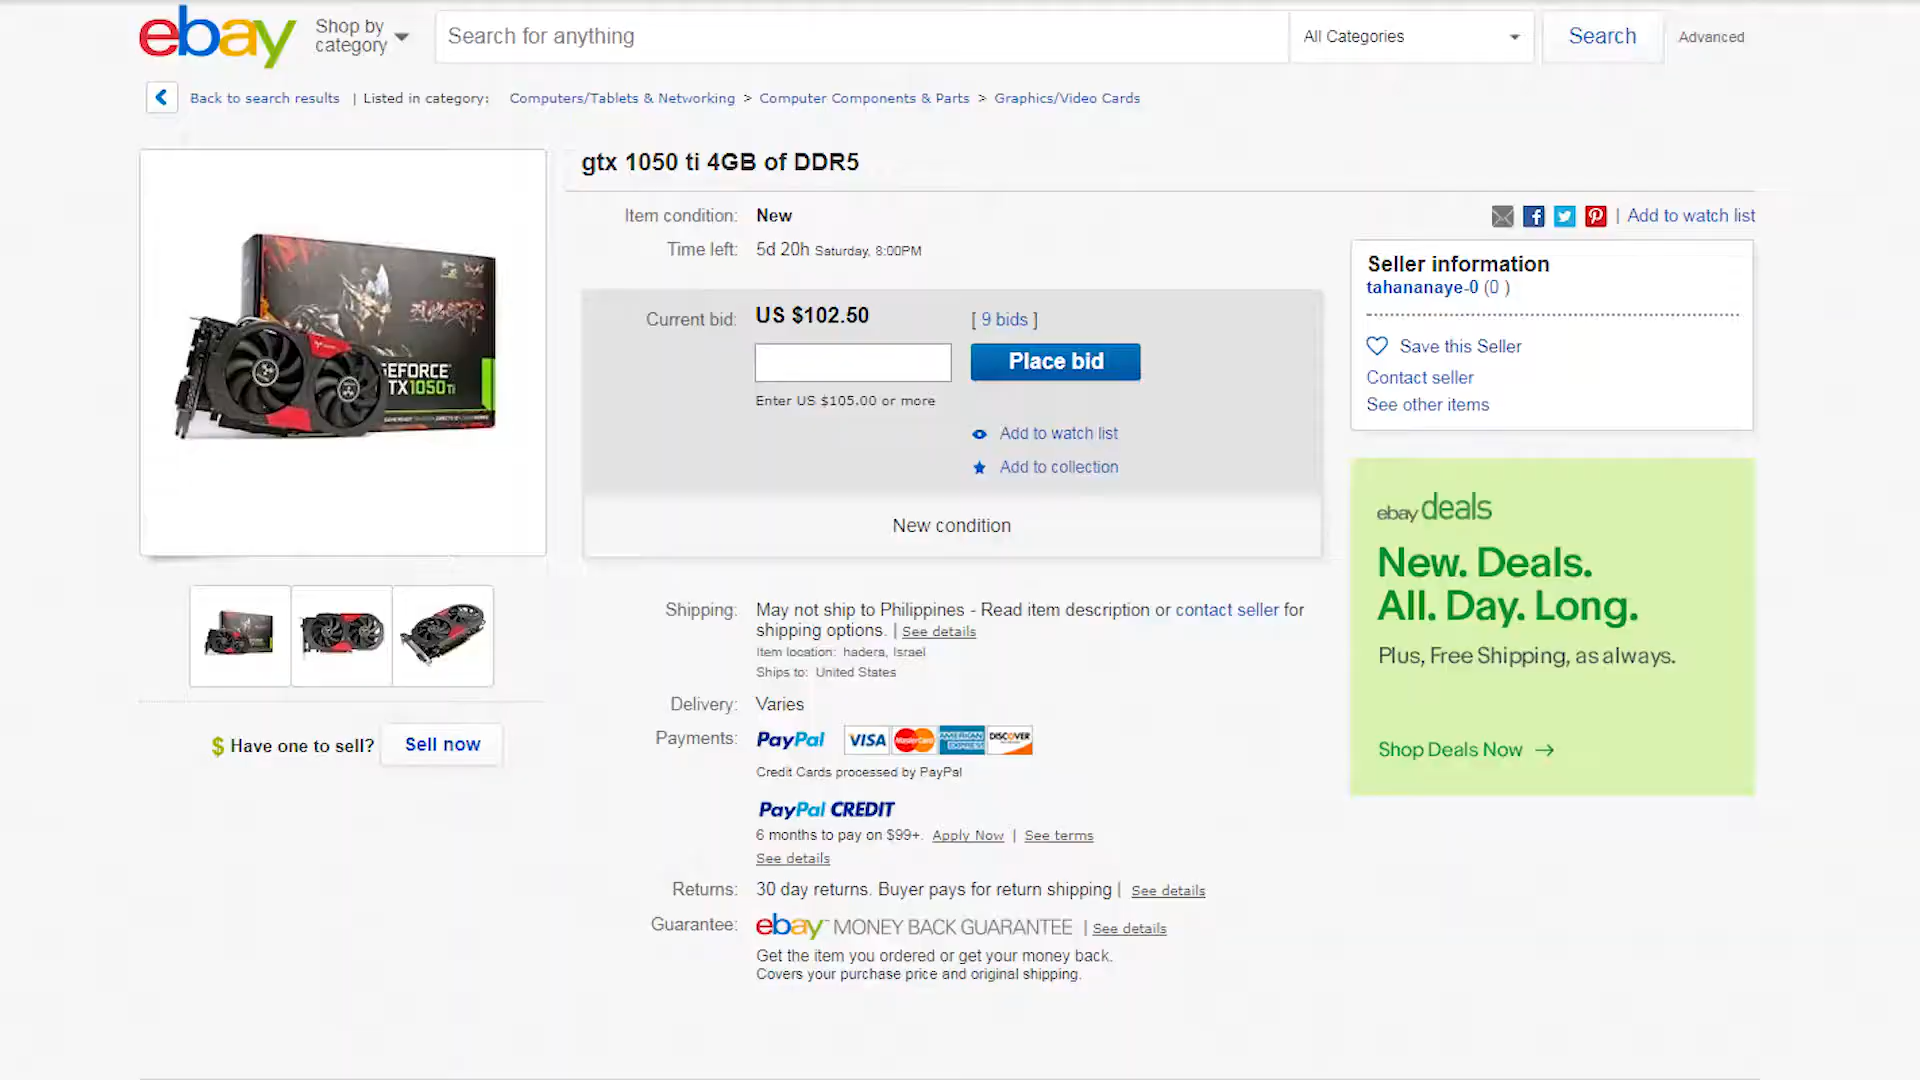 ebay
Shop by
category
Search for anything
All Categories
Search
Advanced
Back to search results | Listed in category: Computers/Tablets & Networking > Computer Components & Parts > Graphics/Video Cards
gtx 1050 ti 4GB of DDR5
Item condition: New
Time left: 5d 20h Saturday, 8:00PM
Current bid: US $102.50 [ 9 bids ]
Place bid
Enter US $105.00 or more
Add to watch list
Add to collection
New condition
| Add to watch list
Seller information
tahananaye-0 (0 )
Save this Seller
Contact seller
See other items
GEFORCE
GTX1050Ti
$ Have one to sell? Sell now
Shipping: May not ship to Philippines - Read item description or contact seller for
shipping options. | See details
Item location: hadera, Israel
Ships to: United States
Delivery: Varies
Payments: PayPal VISA MasterCard AMERICAN EXPRESS DISCOVER
Credit Cards processed by PayPal
PayPal CREDIT
6 months to pay on $99+. Apply Now | See terms
See details
Returns: 30 day returns. Buyer pays for return shipping | See details
Guarantee: ebay MONEY BACK GUARANTEE | See details
Get the item you ordered or get your money back.
Covers your purchase price and original shipping.
ebay deals
New. Deals.
All. Day. Long.
Plus, Free Shipping, as always.
Shop Deals Now →